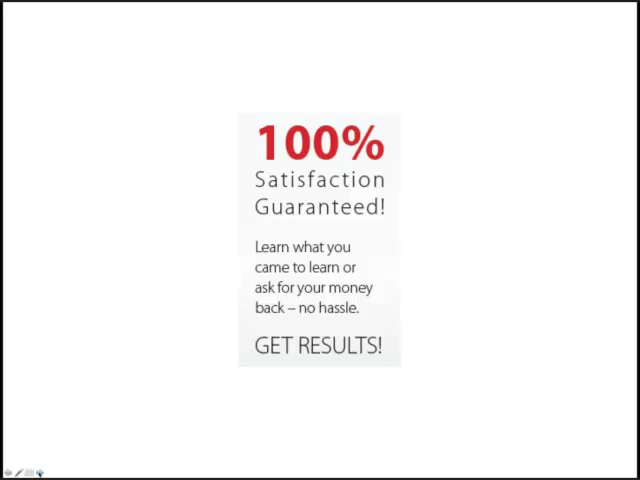 100%
Satisfaction
Guaranteed!
Learn what you
came to learn or
ask for your money
back – no hassle.
GET RESULTS!